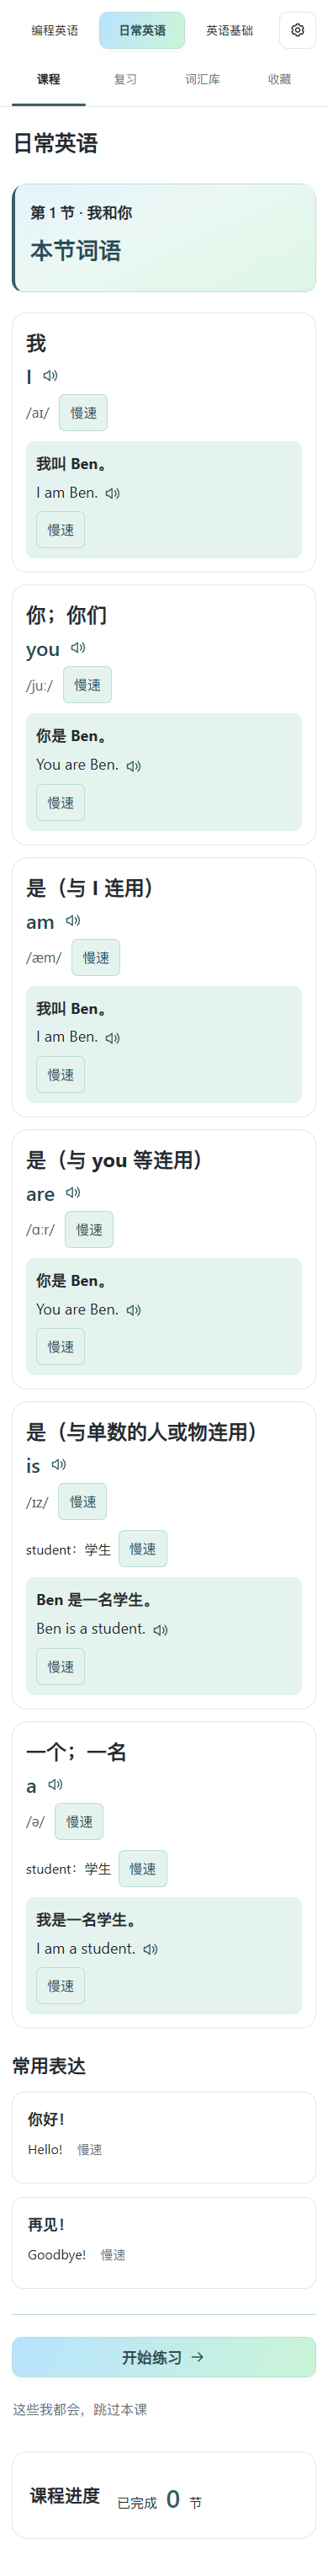 编程英语 日常英语 英语基础
课程 复习 词汇库 收藏
日常英语
第 1 节 · 我和你
本节词语
我
I
/aɪ/ 慢速
我叫 Ben。
I am Ben.
慢速
你；你们
you
/juː/ 慢速
你是 Ben。
You are Ben.
慢速
是（与 I 连用）
am
/æm/ 慢速
我叫 Ben。
I am Ben.
慢速
是（与 you 等连用）
are
/ɑːr/ 慢速
你是 Ben。
You are Ben.
慢速
是（与单数的人或物连用）
is
/ɪz/ 慢速
student：学生 慢速
Ben 是一名学生。
Ben is a student.
慢速
一个；一名
a
/ə/ 慢速
student：学生 慢速
我是一名学生。
I am a student.
慢速
常用表达
你好！
Hello! 慢速
再见！
Goodbye! 慢速
开始练习 →
这些我都会，跳过本课
课程进度 已完成 0 节